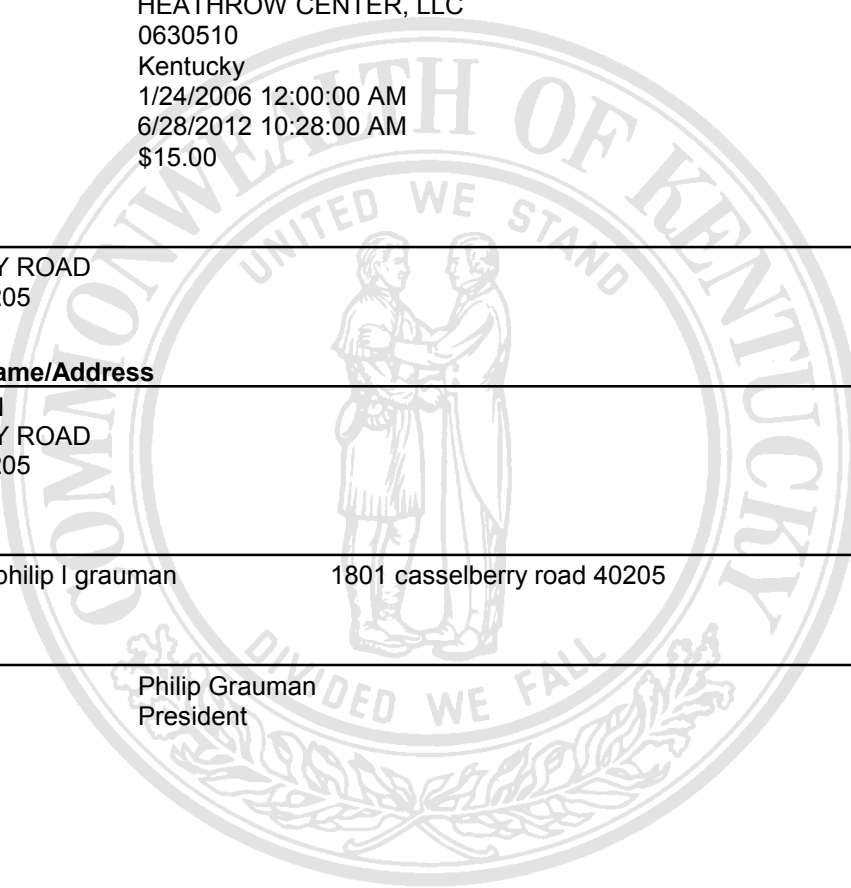 HEATHROW CENTER, LLC
0630510
Kentucky
1/24/2006 12:00:00 AM
6/28/2012 10:28:00 AM
$15.00
COMMONWEALTH OF KENTUCKY
UNITED WE STAND
Y ROAD
205
ame/Address
Y ROAD
205
philip l grauman 1801 casselberry road 40205
DIVIDED WE FALL
Philip Grauman
President